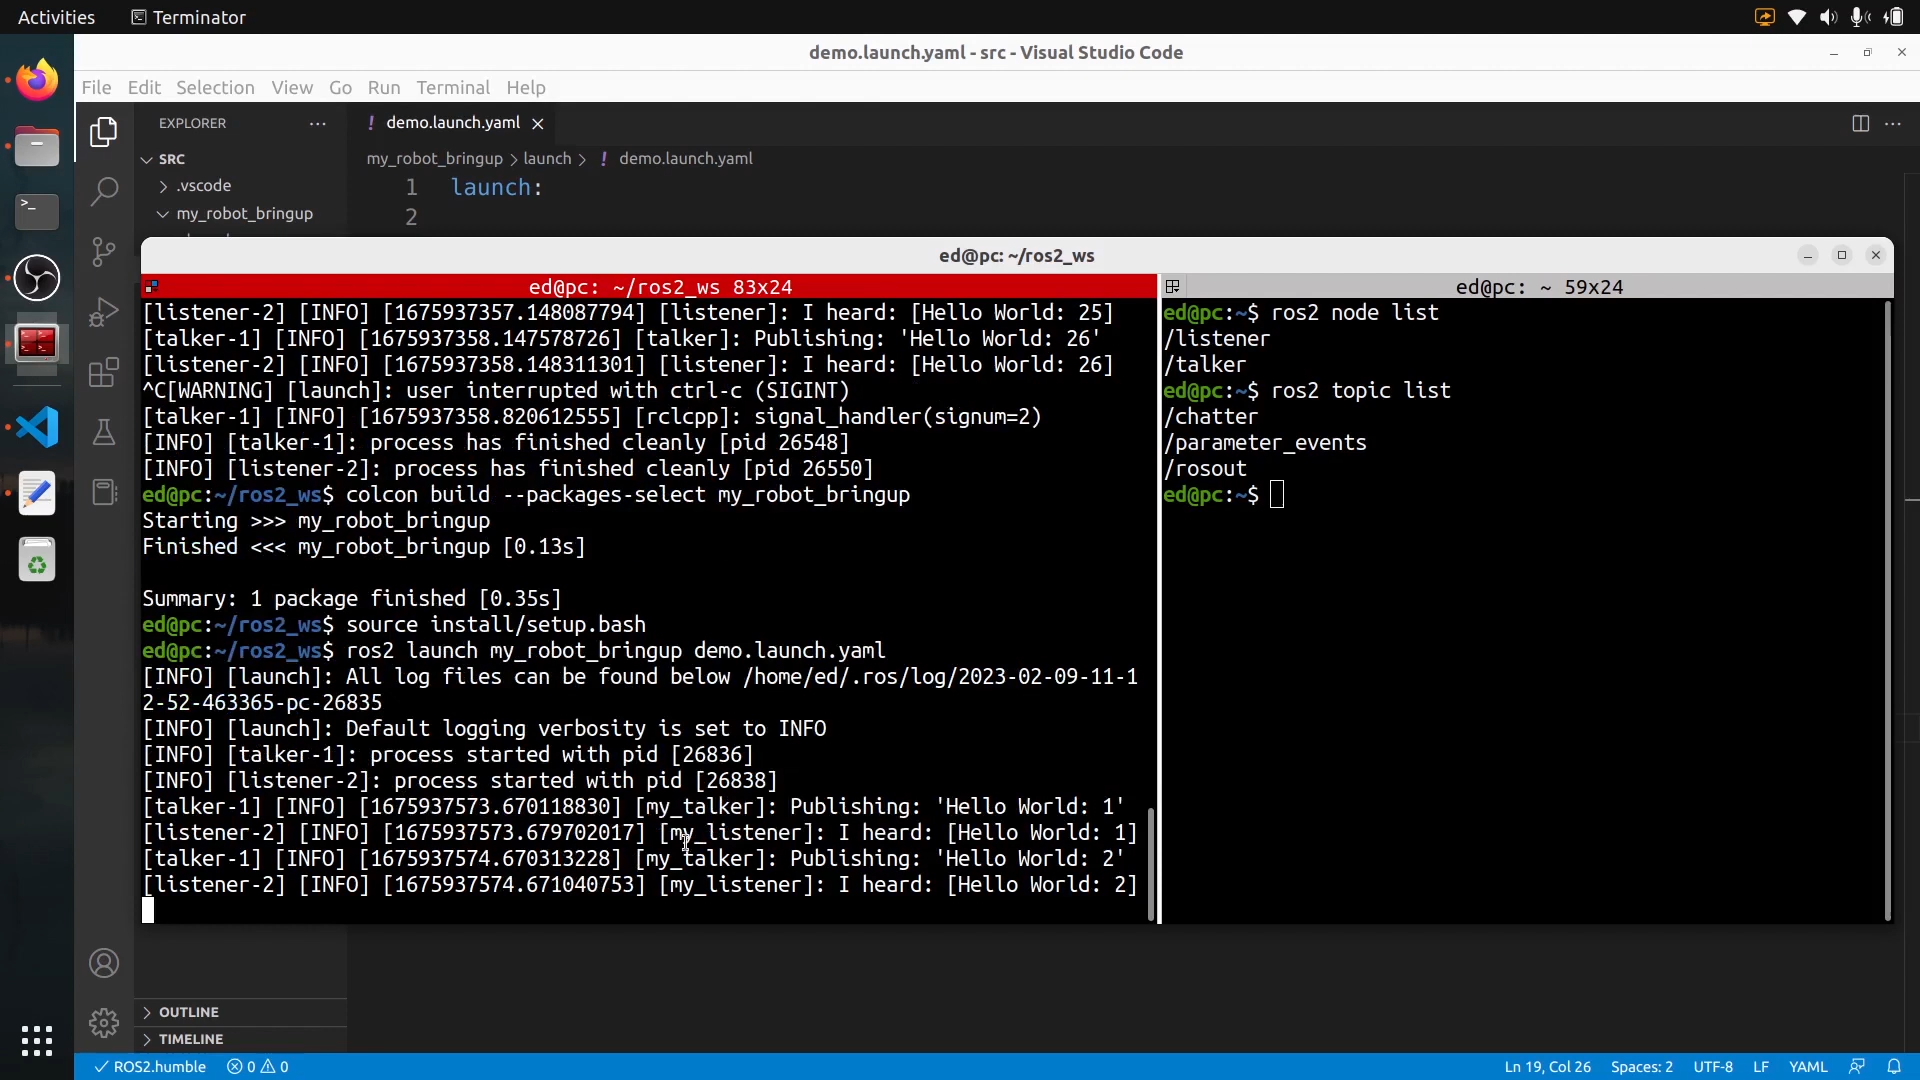 Activities
Terminator
demo.launch.yaml - src - Visual Studio Code
File Edit Selection View Go Run Terminal Help
EXPLORER
demo.launch.yaml
SRC
my_robot_bringup > launch > ! demo.launch.yaml
.vscode
1 launch:
my_robot_bringup
2
ed@pc: ~/ros2_ws
ed@pc: ~/ros2_ws 83x24
[listener-2] [INFO] [1675937357.148087794] [listener]: I heard: [Hello World: 25]
[talker-1] [INFO] [1675937358.147578726] [talker]: Publishing: 'Hello World: 26'
[listener-2] [INFO] [1675937358.148311301] [listener]: I heard: [Hello World: 26]
^C[WARNING] [launch]: user interrupted with ctrl-c (SIGINT)
[talker-1] [INFO] [1675937358.820612555] [rclcpp]: signal_handler(signum=2)
[INFO] [talker-1]: process has finished cleanly [pid 26548]
[INFO] [listener-2]: process has finished cleanly [pid 26550]
ed@pc:~/ros2_ws$ colcon build --packages-select my_robot_bringup
Starting >>> my_robot_bringup
Finished <<< my_robot_bringup [0.13s]
Summary: 1 package finished [0.35s]
ed@pc:~/ros2_ws$ source install/setup.bash
ed@pc:~/ros2_ws$ ros2 launch my_robot_bringup demo.launch.yaml
[INFO] [launch]: All log files can be found below /home/ed/.ros/log/2023-02-09-11-1
2-52-463365-pc-26835
[INFO] [launch]: Default logging verbosity is set to INFO
[INFO] [talker-1]: process started with pid [26836]
[INFO] [listener-2]: process started with pid [26838]
[talker-1] [INFO] [1675937573.670118830] [my_talker]: Publishing: 'Hello World: 1'
[listener-2] [INFO] [1675937573.679702017] [my_listener]: I heard: [Hello World: 1]
[talker-1] [INFO] [1675937574.670313228] [my_talker]: Publishing: 'Hello World: 2'
[listener-2] [INFO] [1675937574.671040753] [my_listener]: I heard: [Hello World: 2]
ed@pc: ~ 59x24
ed@pc:~$ ros2 node list
/listener
/talker
ed@pc:~$ ros2 topic list
/chatter
/parameter_events
/rosout
ed@pc:~$
OUTLINE
TIMELINE
ROS2.humble 0 0
Ln 19, Col 26 Spaces: 2 UTF-8 LF YAML